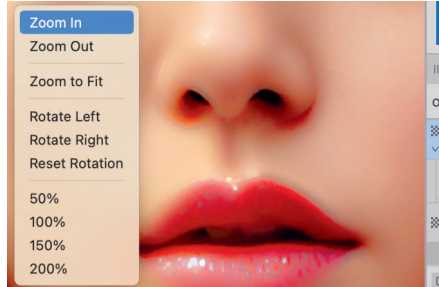 Zoom In
Zoom Out
Zoom to Fit
Rotate Left
Rotate Right
Reset Rotation
50%
100%
150%
200%